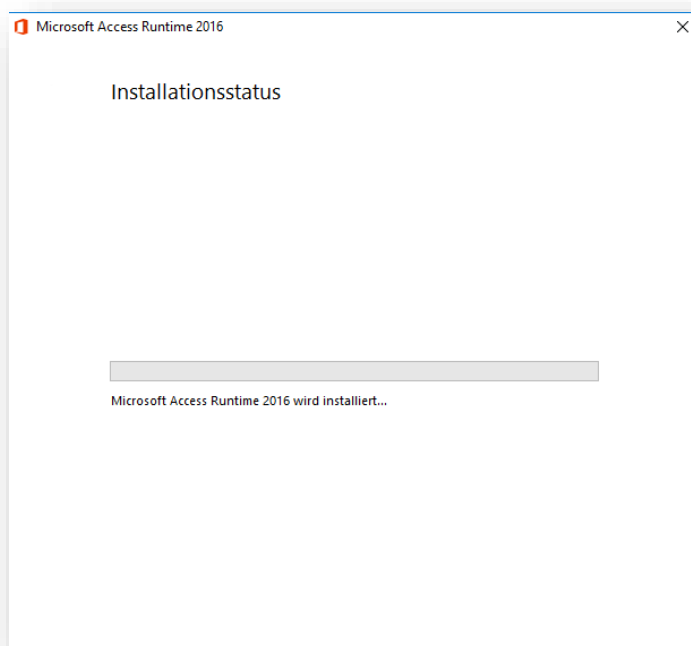 Microsoft Access Runtime 2016
Installationsstatus
Microsoft Access Runtime 2016 wird installiert...